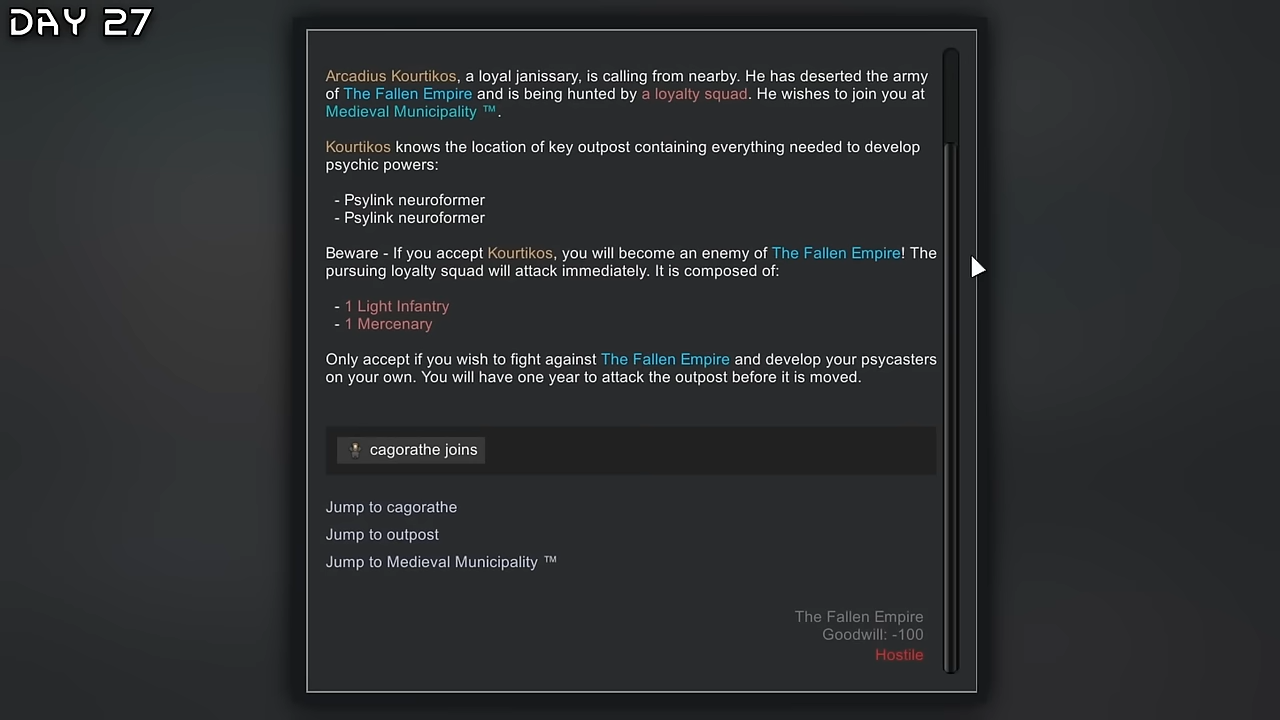 DAY 27
Arcadius Kourtikos, a loyal janissary, is calling from nearby. He has deserted the army
of The Fallen Empire and is being hunted by a loyalty squad. He wishes to join you at
Medieval Municipality ™.
Kourtikos knows the location of key outpost containing everything needed to develop
psychic powers:
- Psylink neuroformer
- Psylink neuroformer
Beware - If you accept Kourtikos, you will become an enemy of The Fallen Empire! The
pursuing loyalty squad will attack immediately. It is composed of:
- 1 Light Infantry
- 1 Mercenary
Only accept if you wish to fight against The Fallen Empire and develop your psycasters
on your own. You will have one year to attack the outpost before it is moved.
cagorathe joins
Jump to cagorathe
Jump to outpost
Jump to Medieval Municipality ™
The Fallen Empire
Goodwill: -100
Hostile